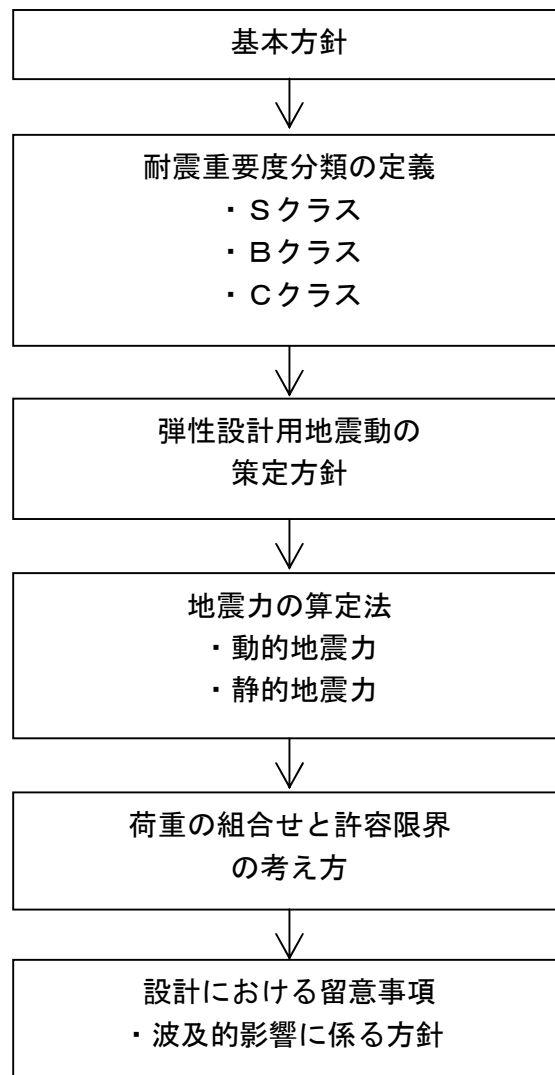 基本方針
耐震重要度分類の定義
・Ｓクラス
・Ｂクラス
・Ｃクラス
弾性設計用地震動の
策定方針
地震力の算定法
・動的地震力
・静的地震力
荷重の組合せと許容限界
の考え方
設計における留意事項
・波及的影響に係る方針